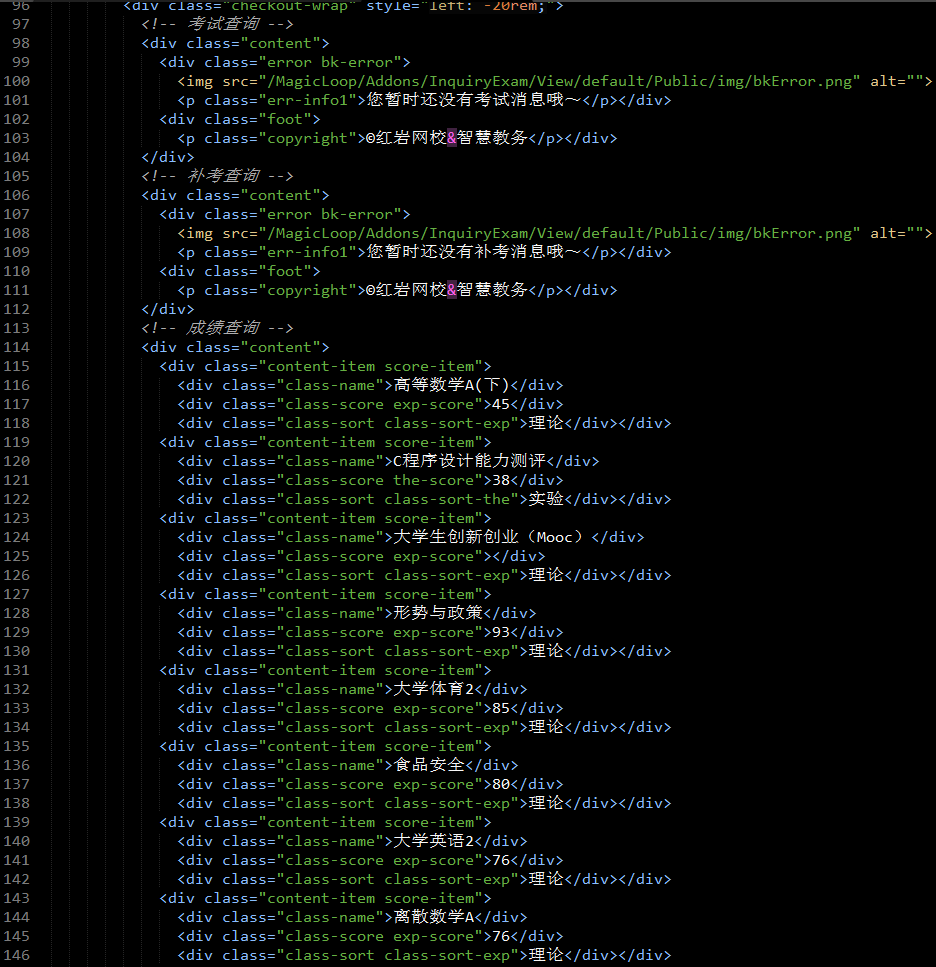 96 <div class="checkout-wrap" style="left: -20rem;">
97 <!-- 考试查询 -->
98 <div class="content">
99 <div class="error bk-error">
100 <img src="/MagicLoop/Addons/InquiryExam/View/default/Public/img/bkError.png" alt="">
101 <p class="err-info1">您暂时还没有考试消息哦～</p></div>
102 <div class="foot">
103 <p class="copyright">©红岩网校&智慧教务</p></div>
104 </div>
105 <!-- 补考查询 -->
106 <div class="content">
107 <div class="error bk-error">
108 <img src="/MagicLoop/Addons/InquiryExam/View/default/Public/img/bkError.png" alt="">
109 <p class="err-info1">您暂时还没有补考消息哦～</p></div>
110 <div class="foot">
111 <p class="copyright">©红岩网校&智慧教务</p></div>
112 </div>
113 <!-- 成绩查询 -->
114 <div class="content">
115 <div class="content-item score-item">
116 <div class="class-name">高等数学A(下)</div>
117 <div class="class-score exp-score">45</div>
118 <div class="class-sort class-sort-exp">理论</div></div>
119 <div class="content-item score-item">
120 <div class="class-name">C程序设计能力测评</div>
121 <div class="class-score the-score">38</div>
122 <div class="class-sort class-sort-the">实验</div></div>
123 <div class="content-item score-item">
124 <div class="class-name">大学生创新创业（Mooc）</div>
125 <div class="class-score exp-score"></div>
126 <div class="class-sort class-sort-exp">理论</div></div>
127 <div class="content-item score-item">
128 <div class="class-name">形势与政策</div>
129 <div class="class-score exp-score">93</div>
130 <div class="class-sort class-sort-exp">理论</div></div>
131 <div class="content-item score-item">
132 <div class="class-name">大学体育2</div>
133 <div class="class-score exp-score">85</div>
134 <div class="class-sort class-sort-exp">理论</div></div>
135 <div class="content-item score-item">
136 <div class="class-name">食品安全</div>
137 <div class="class-score exp-score">80</div>
138 <div class="class-sort class-sort-exp">理论</div></div>
139 <div class="content-item score-item">
140 <div class="class-name">大学英语2</div>
141 <div class="class-score exp-score">76</div>
142 <div class="class-sort class-sort-exp">理论</div></div>
143 <div class="content-item score-item">
144 <div class="class-name">离散数学A</div>
145 <div class="class-score exp-score">76</div>
146 <div class="class-sort class-sort-exp">理论</div></div>